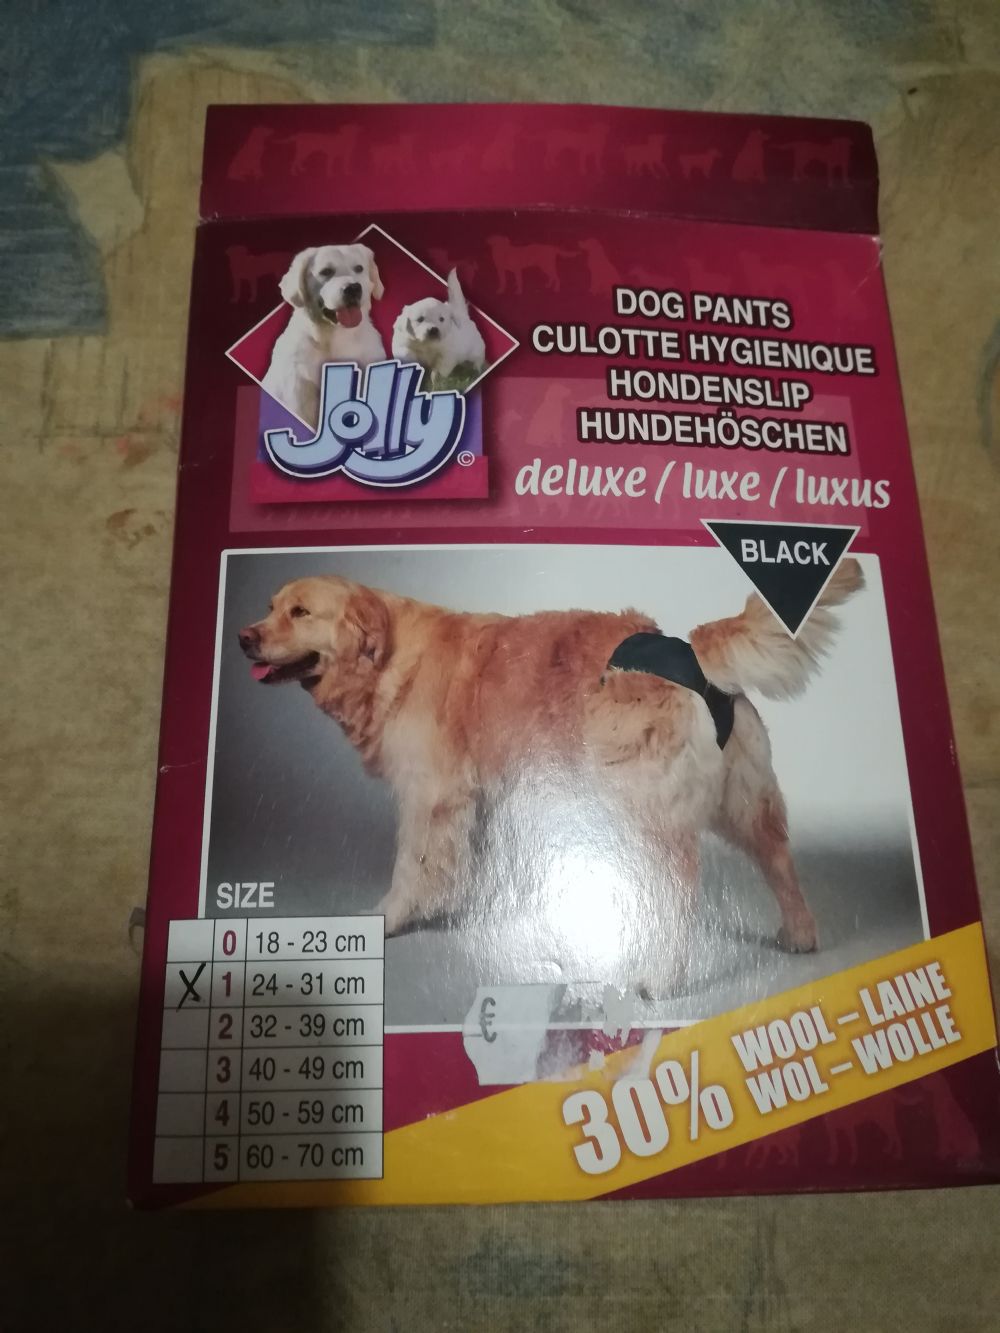 Jolly ©
DOG PANTS
CULOTTE HYGIENIQUE
HONDENSLIP
HUNDEHÖSCHEN
deluxe / luxe / luxus
BLACK
SIZE
0 18 - 23 cm
X 1 24 - 31 cm
2 32 - 39 cm
3 40 - 49 cm
4 50 - 59 cm
5 60 - 70 cm
€
30% WOOL – LAINE
WOL – WOLLE